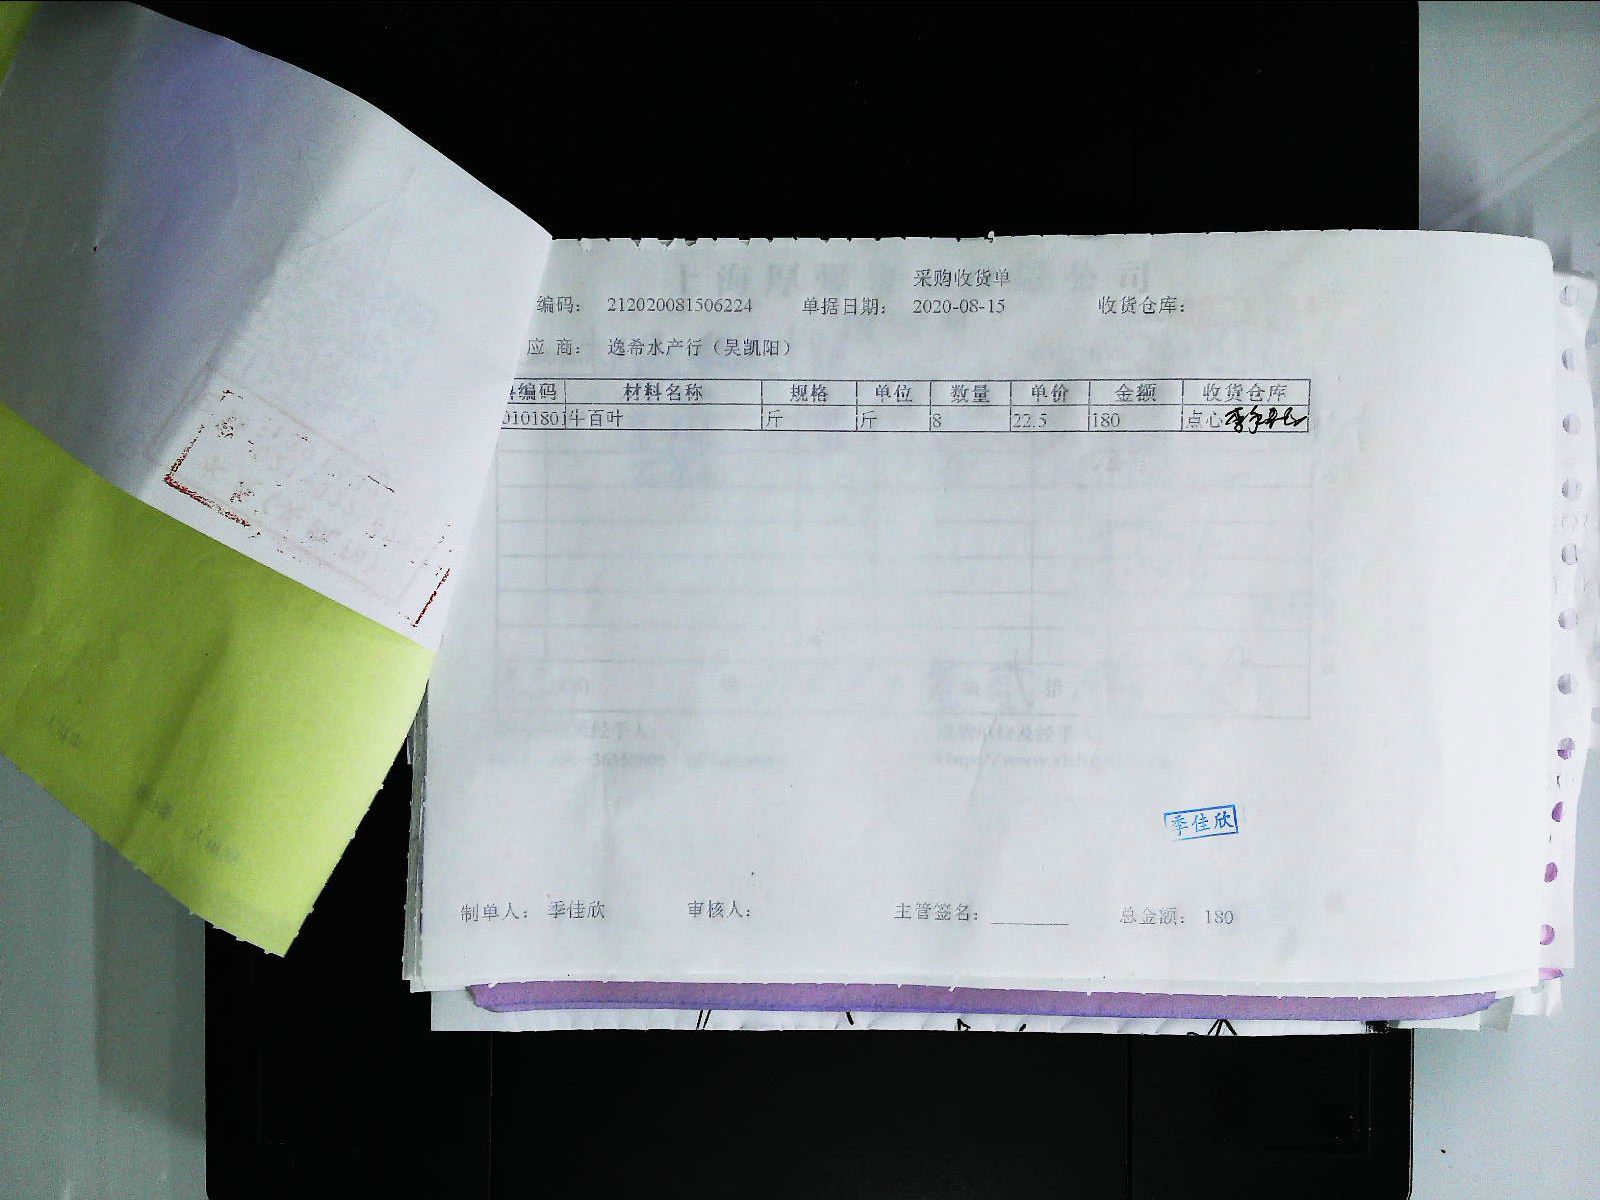 采购收货单
编码： 212020081506224 单据日期： 2020-08-15 收货仓库：
应 商： 逸希水产行（吴凯阳）
编码 材料名称 规格 单位 数量 单价 金额 收货仓库
0101801 牛百叶 斤 斤 8 22.5 180 点心
季佳欣
制单人： 季佳欣 审核人： 主管签名： 总金额： 180